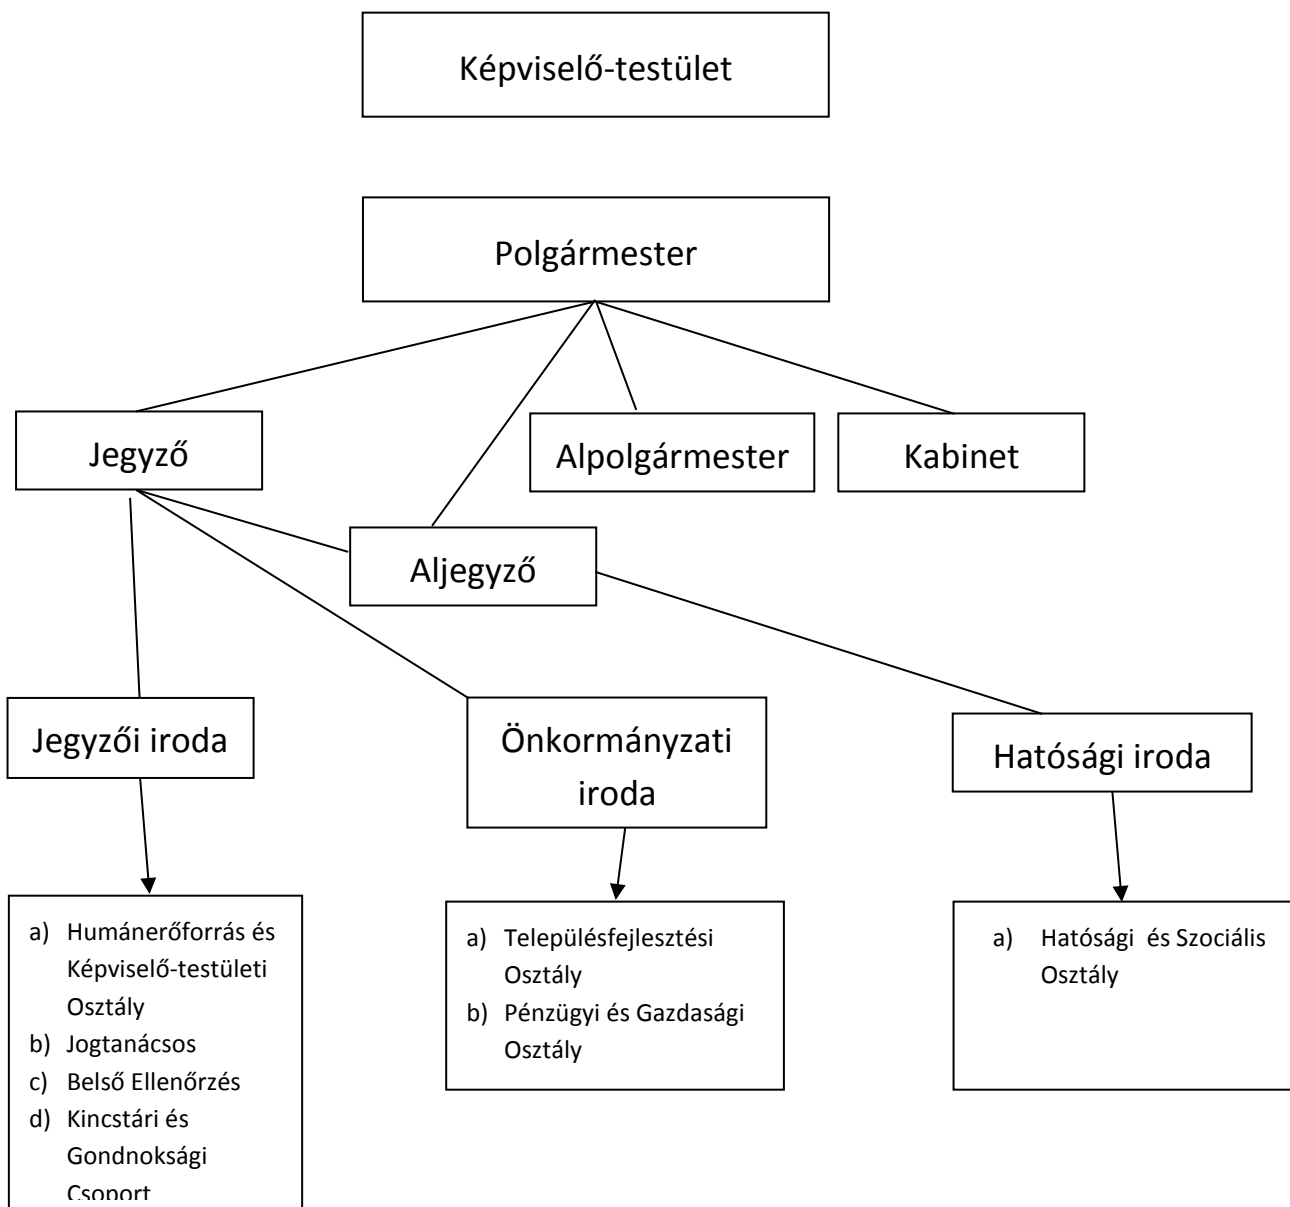 Képviselő-testület
Polgármester
Jegyző
Alpolgármester
Kabinet
Aljegyző
Jegyzői iroda
Önkormányzati
iroda
Hatósági iroda
a) Humánerőforrás és
Képviselő-testületi
Osztály
b) Jogtanácsos
c) Belső Ellenőrzés
d) Kincstári és
Gondnoksági
Csoport
a) Településfejlesztési
Osztály
b) Pénzügyi és Gazdasági
Osztály
a) Hatósági és Szociális
Osztály